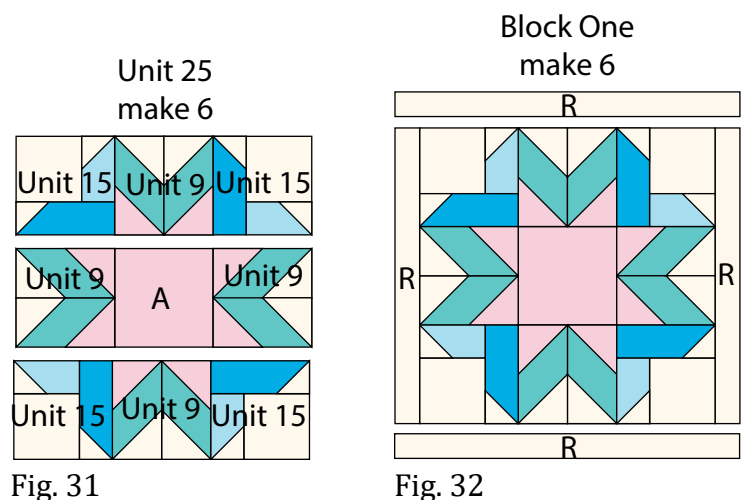 Unit 25
make 6
Unit 15 Unit 9 Unit 15
Unit 9 A Unit 9
Unit 15 Unit 9 Unit 15
Fig. 31
Block One
make 6
R
R R
R
Fig. 32